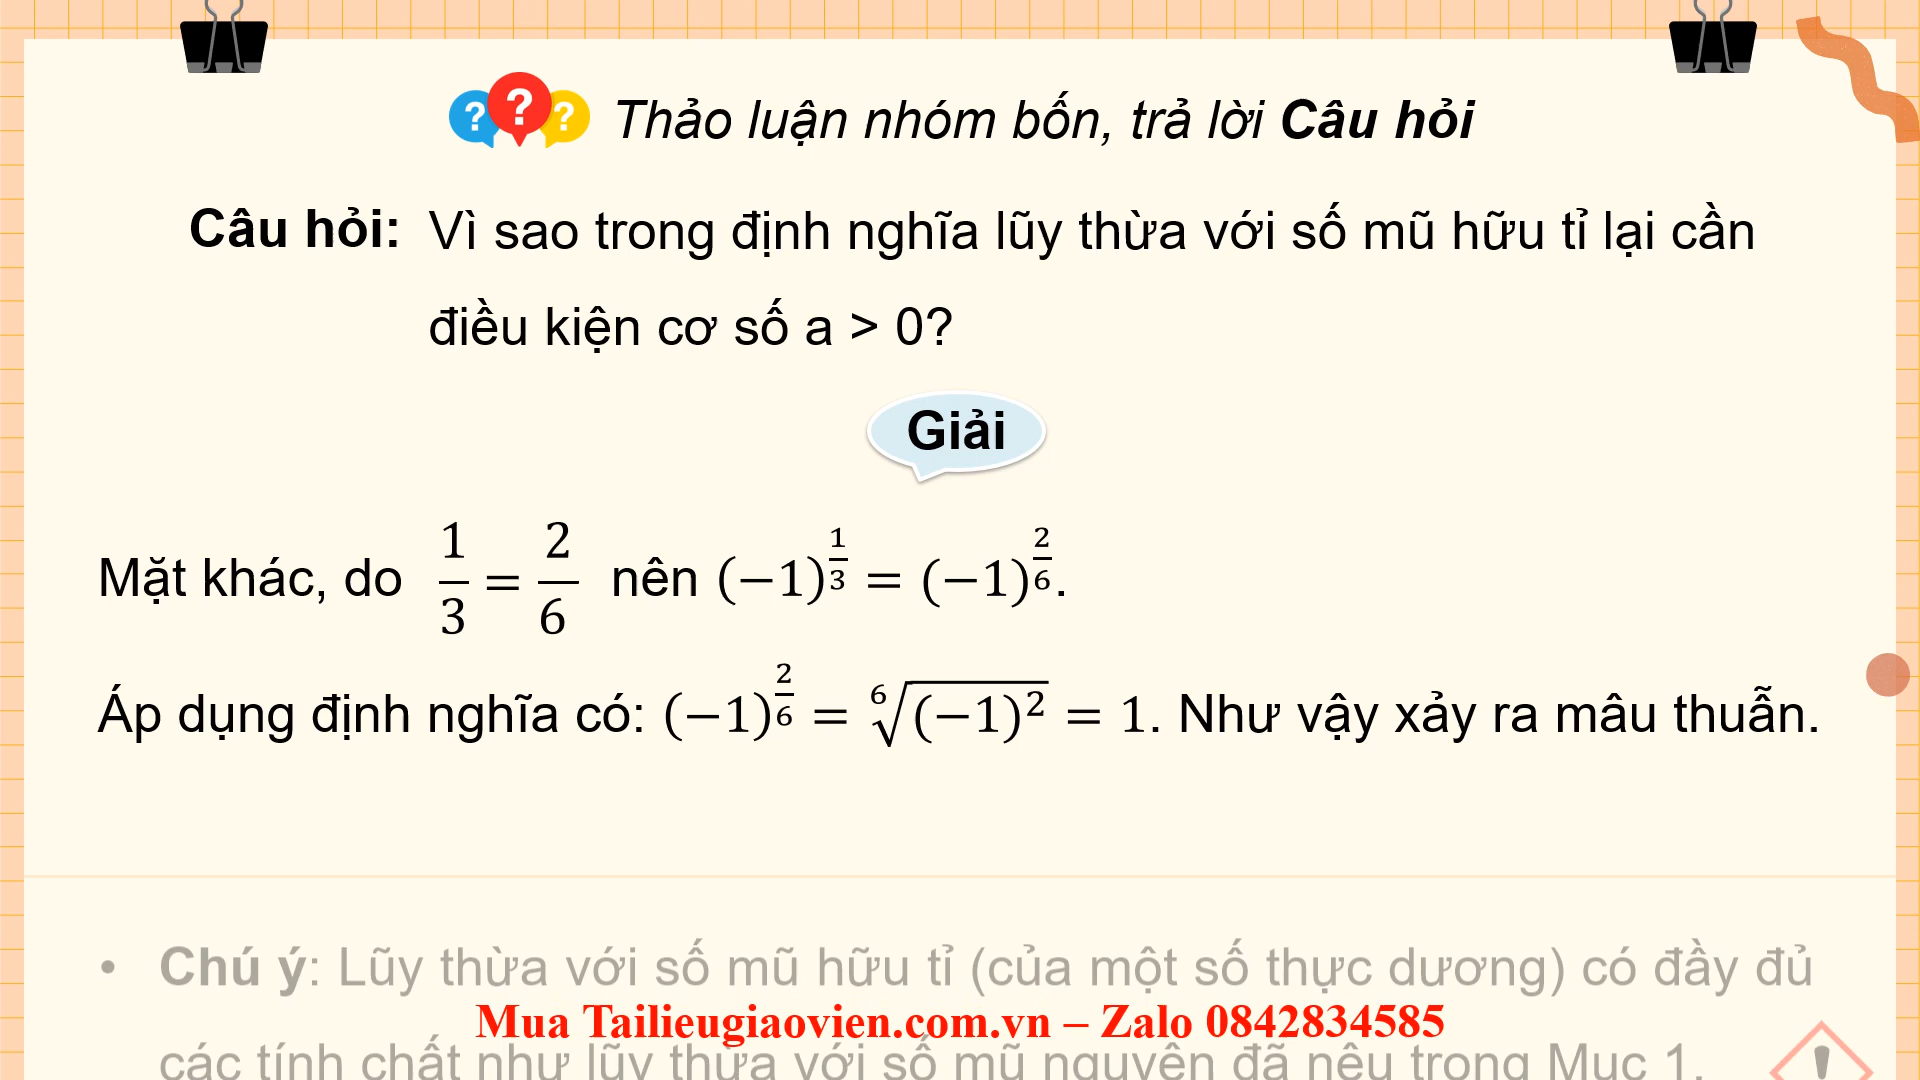 ? ? ?
Thảo luận nhóm bốn, trả lời Câu hỏi
Câu hỏi: Vì sao trong định nghĩa lũy thừa với số mũ hữu tỉ lại cần
điều kiện cơ số a > 0?
Giải
Mặt khác, do 1/3 = 2/6 nên (−1)^(1/3) = (−1)^(2/6).
Áp dụng định nghĩa có: (−1)^(2/6) = ⁶√((−1)²) = 1. Như vậy xảy ra mâu thuẫn.
• Chú ý: Lũy thừa với số mũ hữu tỉ (của một số thực dương) có đầy đủ
Mua Tailieugiaovien.com.vn – Zalo 0842834585
các tính chất như lũy thừa với số mũ nguyên đã nêu trong Mục 1.
!